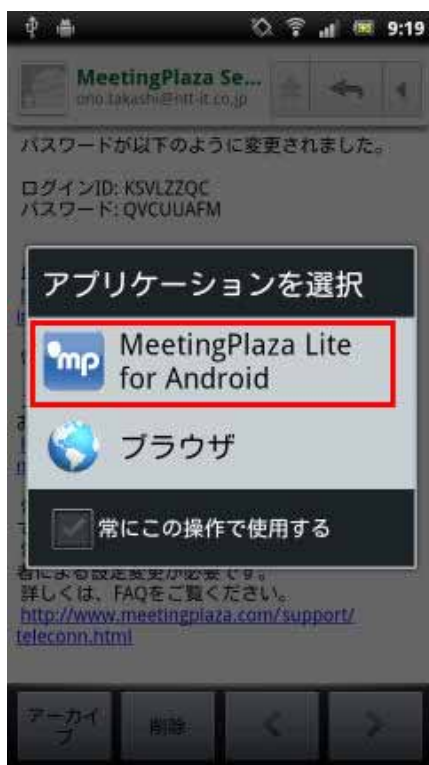 9:19
MeetingPlaza Se...
ono.takashi@ntt-it.co.jp
パスワードが以下のように変更されました。
ログインID: KSVLZZQC
パスワード: QVCUUAFM
アプリケーションを選択
mp
MeetingPlaza Lite
for Android
ブラウザ
常にこの操作で使用する
者による設定変更が必要です。
詳しくは、FAQをご覧ください。
http://www.meetingplaza.com/support/
teleconn.html
アーカイ
ブ
削除